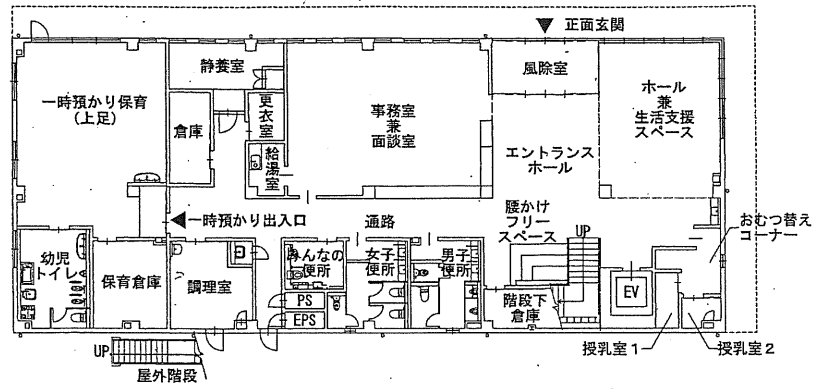 正面玄関
静養室
風除室
一時預かり保育
(上足)
ホール
兼
生活支援
スペース
倉庫
更衣室
事務室
兼
面談室
給湯室
エントランス
ホール
一時預かり出入口
通路
腰かけ
フリー
スペース
UP
おむつ替え
コーナー
幼児
トイレ
保育倉庫
調理室
みんなの
便所
女子
便所
男子
便所
PS
EPS
階段下
倉庫
EV
UP
屋外階段
授乳室1
授乳室2